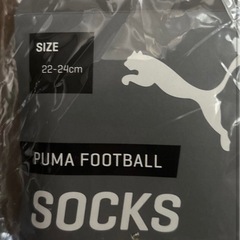 SIZE
22-24cm
PUMA FOOTBALL
SOCKS